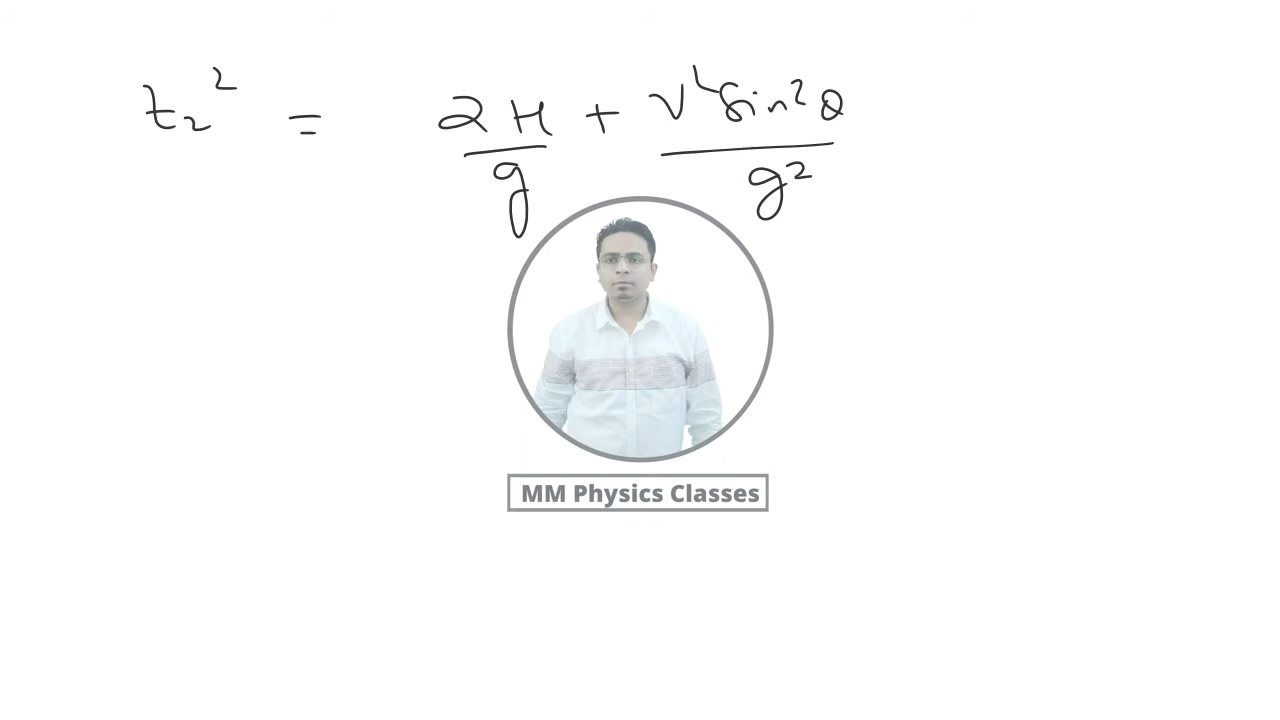 t₂² = 2H/g + v²sin²θ/g²
MM Physics Classes